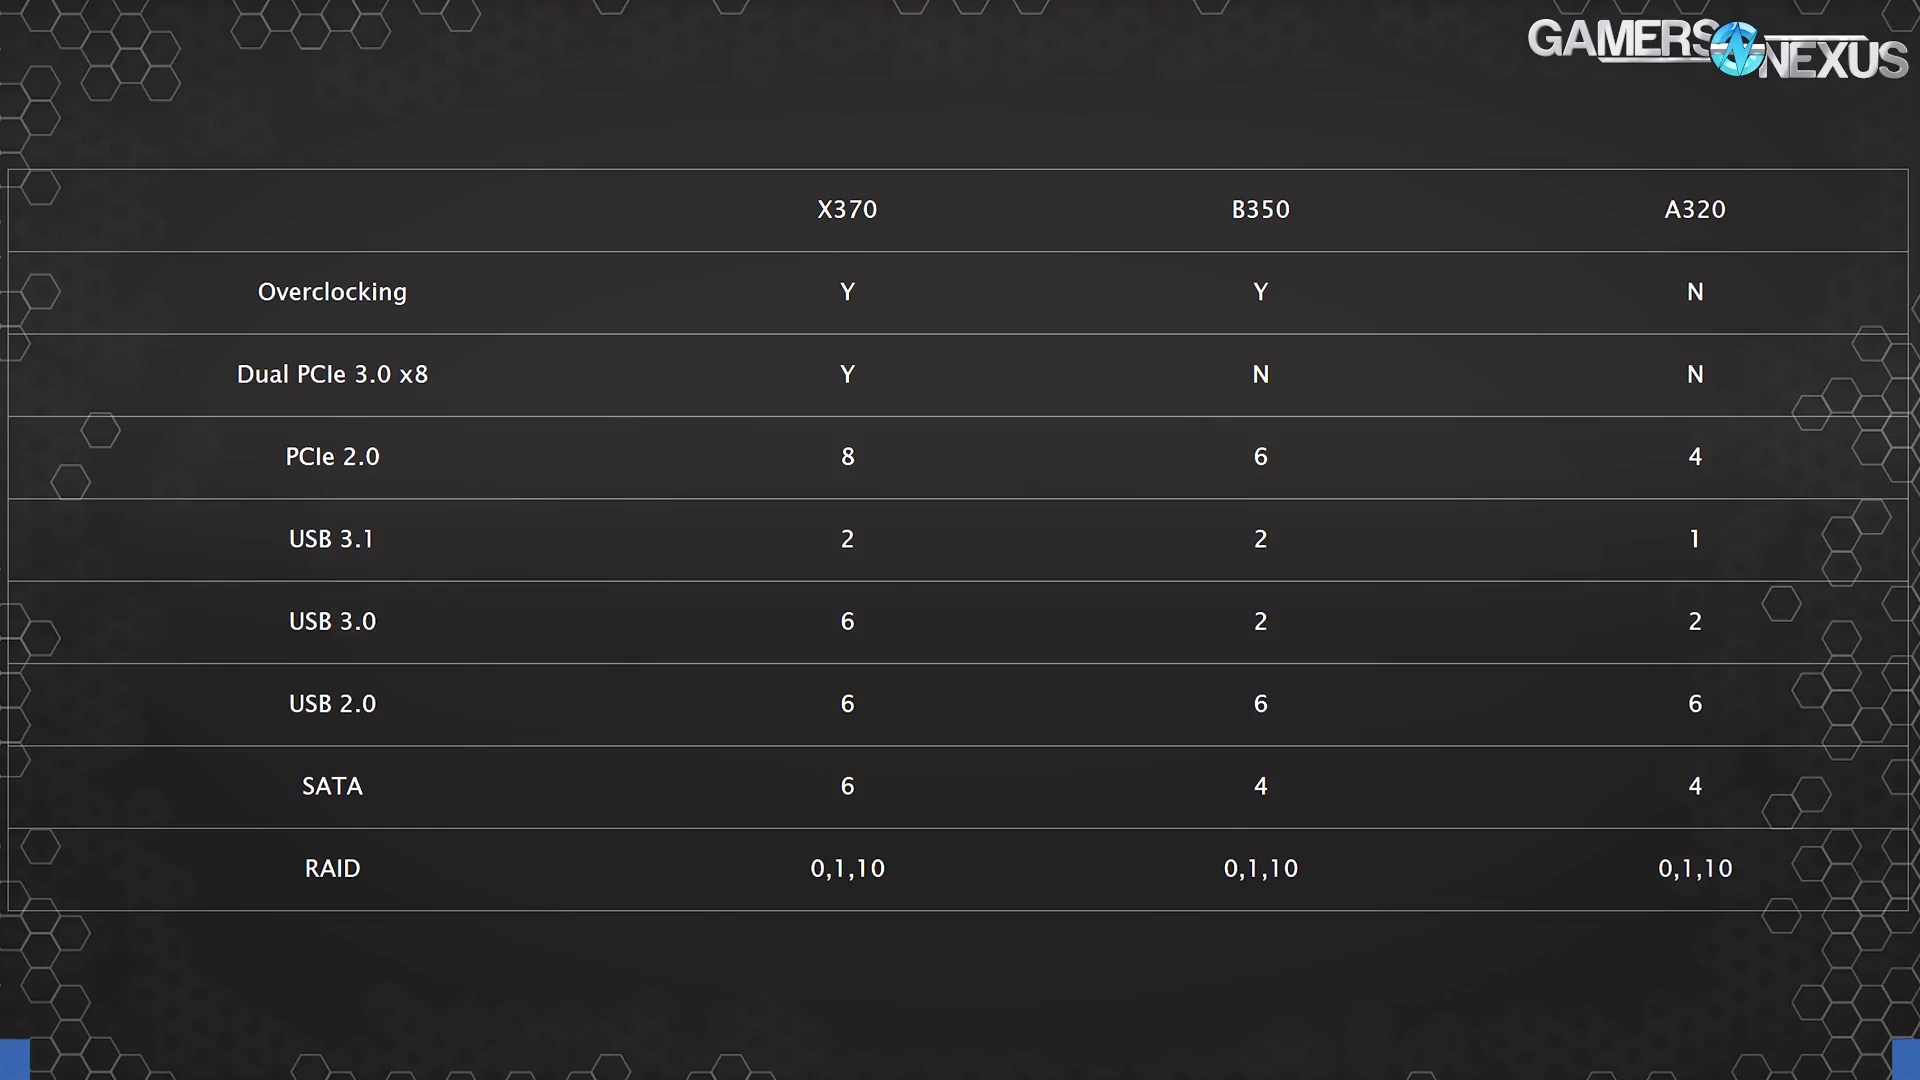 GAMERS NEXUS
X370 B350 A320
Overclocking Y Y N
Dual PCIe 3.0 x8 Y N N
PCIe 2.0 8 6 4
USB 3.1 2 2 1
USB 3.0 6 2 2
USB 2.0 6 6 6
SATA 6 4 4
RAID 0,1,10 0,1,10 0,1,10